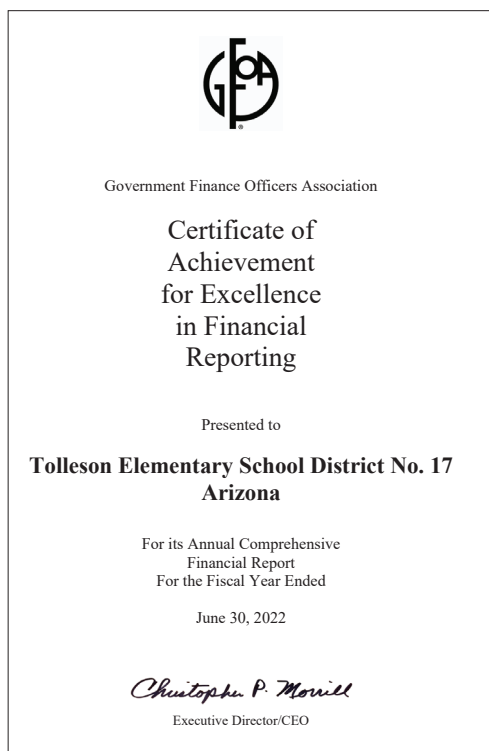 GFOA
Government Finance Officers Association
Certificate of
Achievement
for Excellence
in Financial
Reporting
Presented to
Tolleson Elementary School District No. 17
Arizona
For its Annual Comprehensive
Financial Report
For the Fiscal Year Ended
June 30, 2022
Christopher P. Morrill
Executive Director/CEO